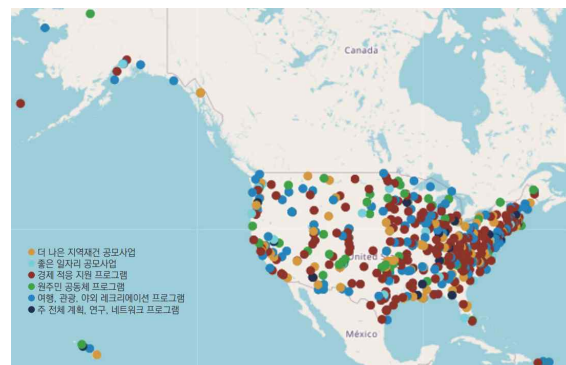 Canada
United S
México
더 나은 지역재건 공모사업
좋은 일자리 공모사업
경제 적응 지원 프로그램
원주민 공동체 프로그램
여행, 관광, 야외 레크리에이션 프로그램
주 전체 계획, 연구, 네트워크 프로그램